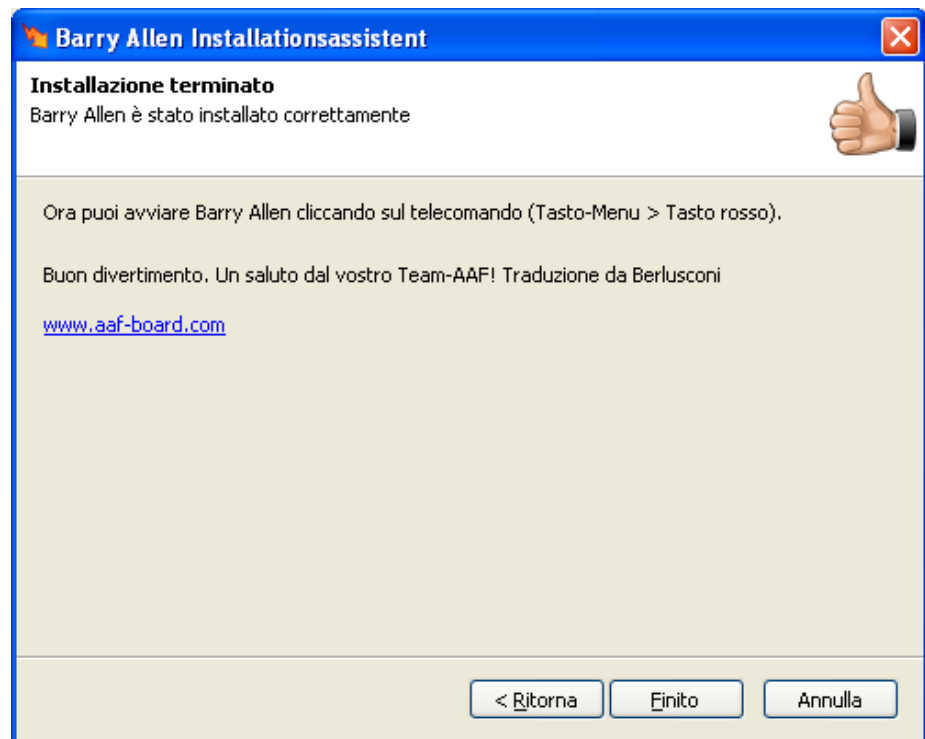 Barry Allen Installationsassistent
Installazione terminato
Barry Allen è stato installato correttamente
Ora puoi avviare Barry Allen cliccando sul telecomando (Tasto-Menu > Tasto rosso).
Buon divertimento. Un saluto dal vostro Team-AAF! Traduzione da Berlusconi
www.aaf-board.com
< Ritorna Finito Annulla